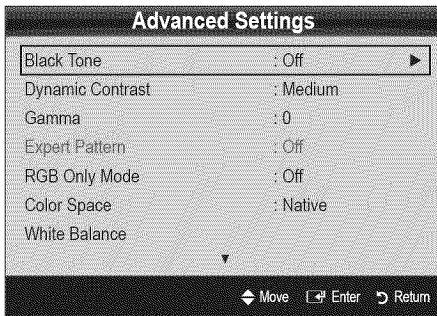 Advanced Settings
Black Tone : Off ▶
Dynamic Contrast : Medium
Gamma : 0
Expert Pattern : Off
RGB Only Mode : Off
Color Space : Native
White Balance
▼
Move Enter Return